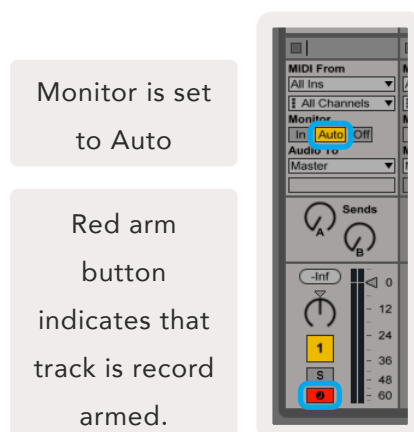 Monitor is set
to Auto
Red arm
button
indicates that
track is record
armed.
MIDI From
All Ins
All Channels
Monitor
In Auto Off
Audio To
Master
Sends
A
B
-Inf
0
12
24
1
36
S
48
60